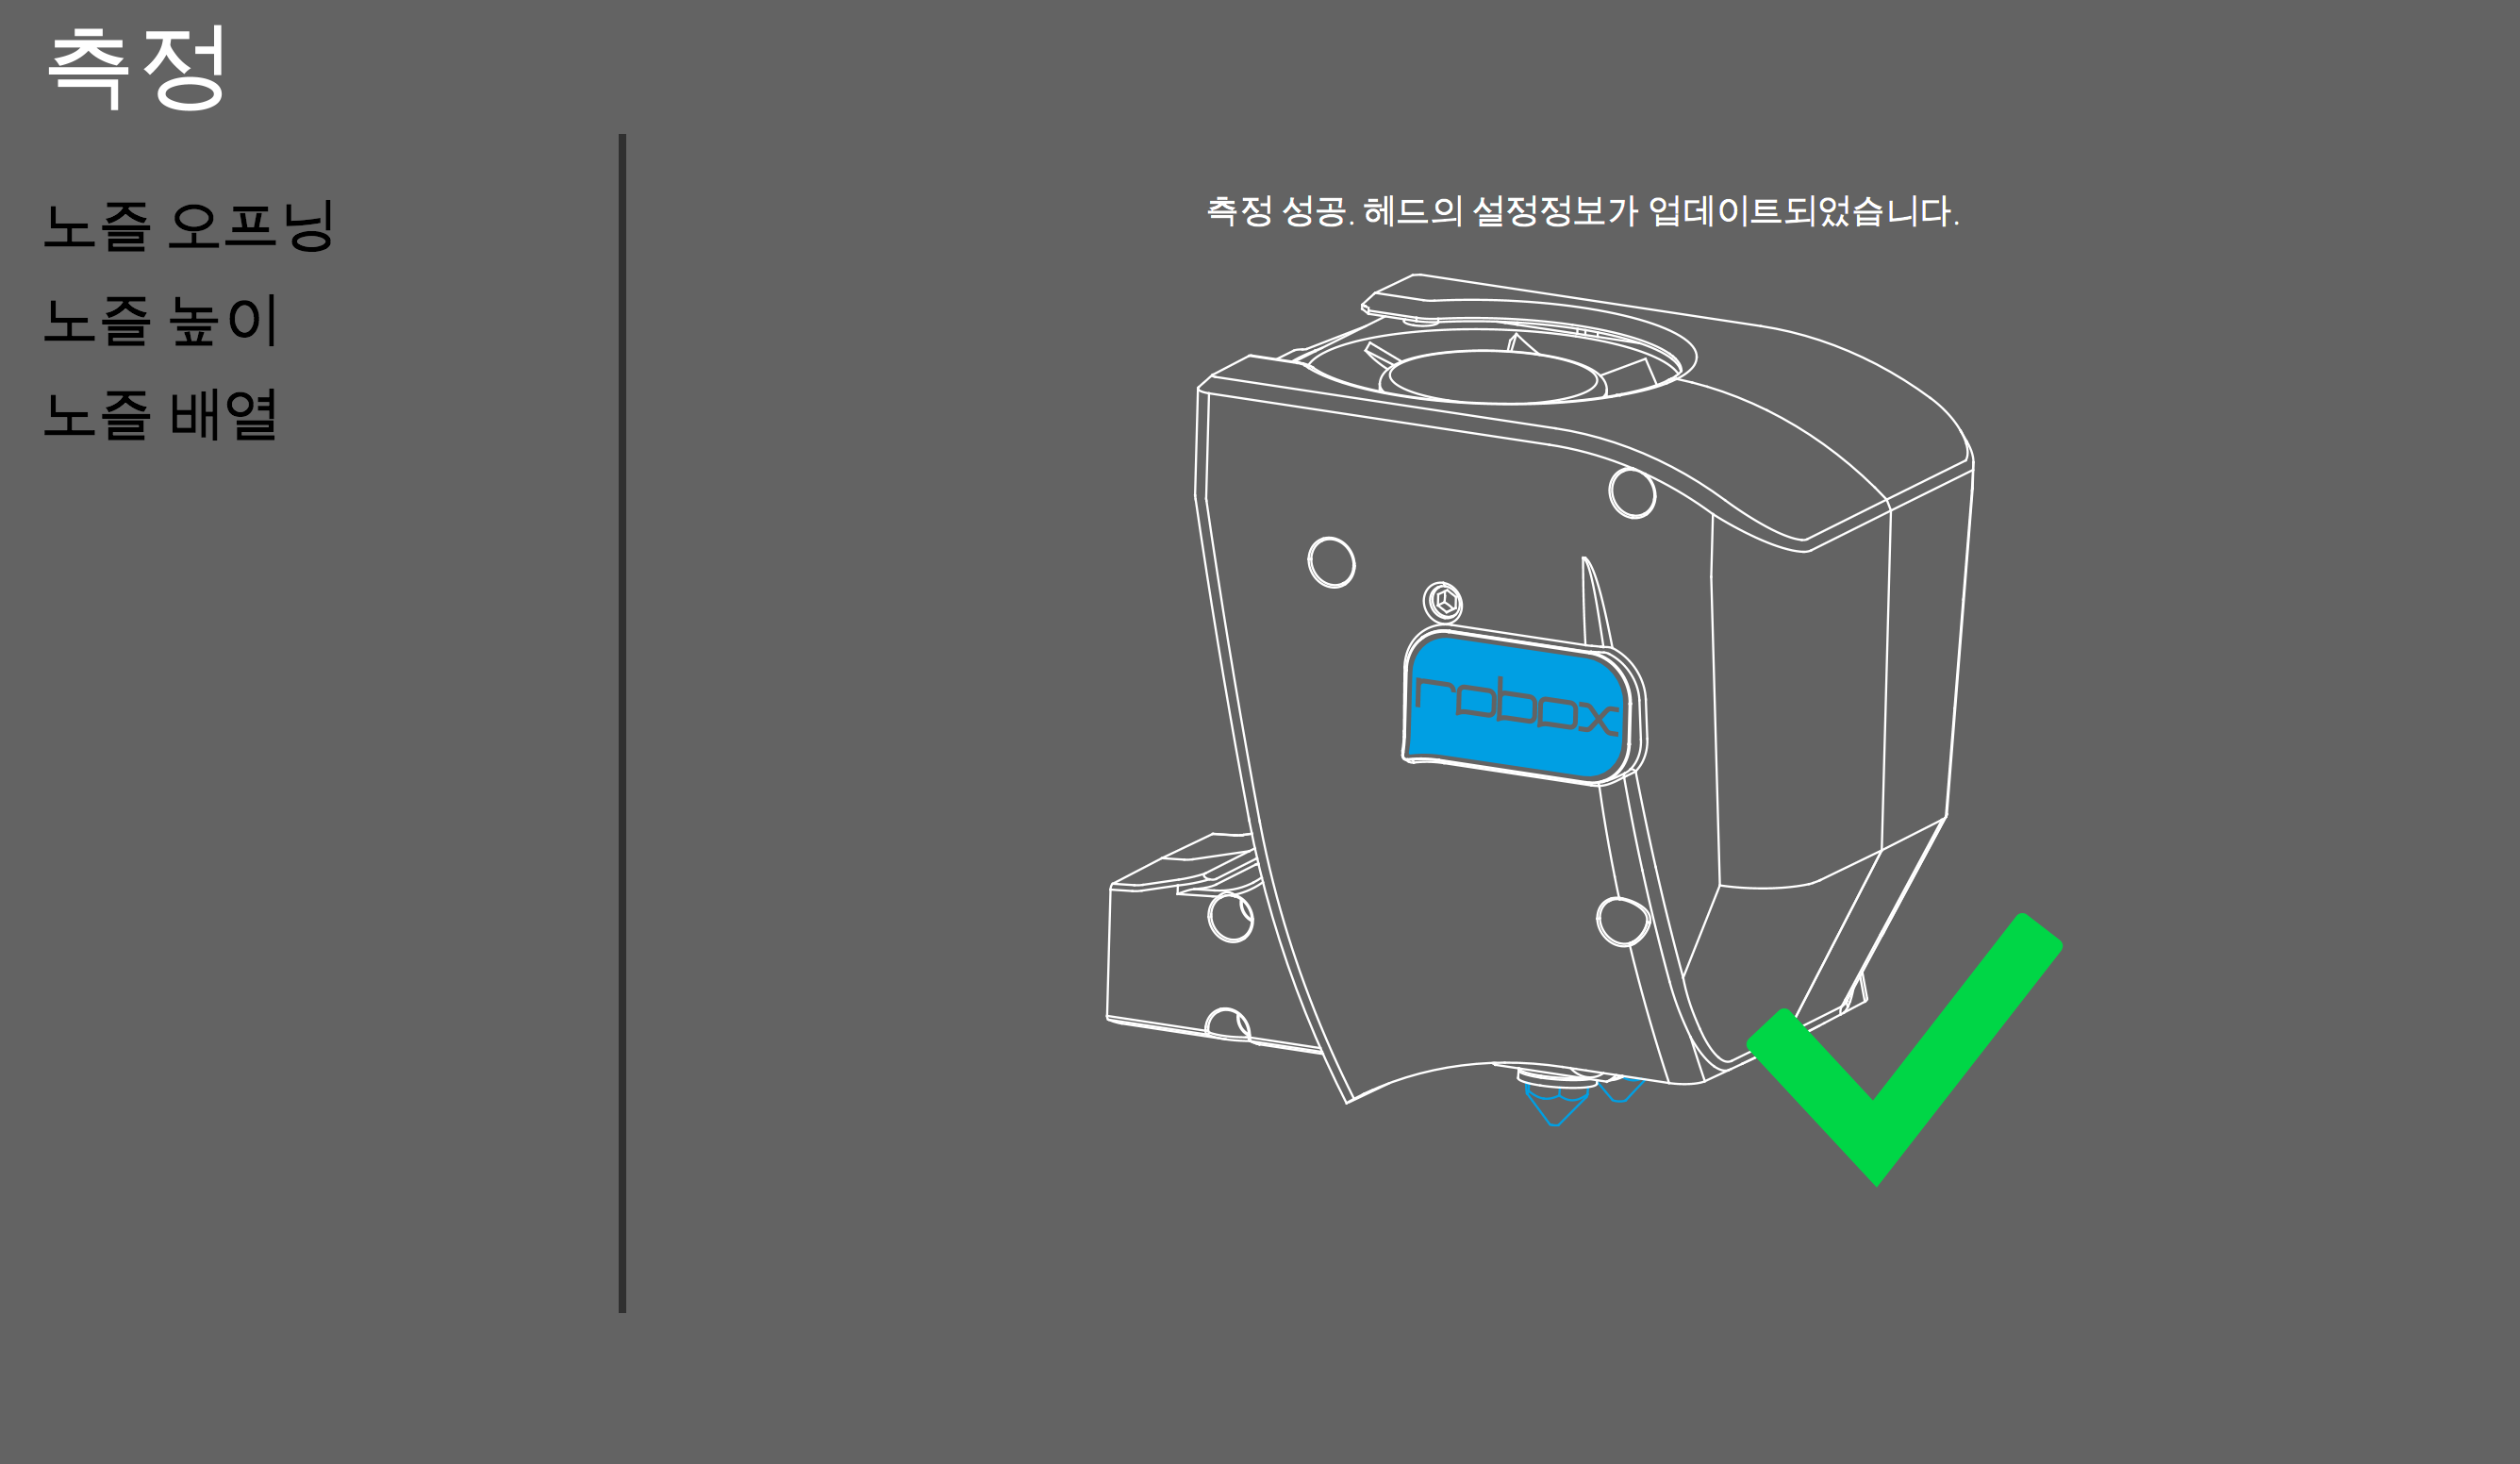 측정
노즐 오프닝
노즐 높이
노즐 배열
측정 성공. 헤드의 설정정보가 업데이트되었습니다.
robox